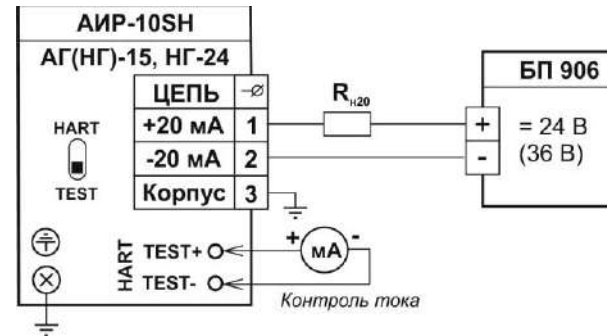 АИР-10SH
АГ(НГ)-15, НГ-24
ЦЕПЬ
+20 мА 1
-20 мА 2
Корпус 3
HART
TEST
HART
TEST+
TEST-
Rн20
+ мА -
Контроль тока
БП 906
+ = 24 В
- (36 В)